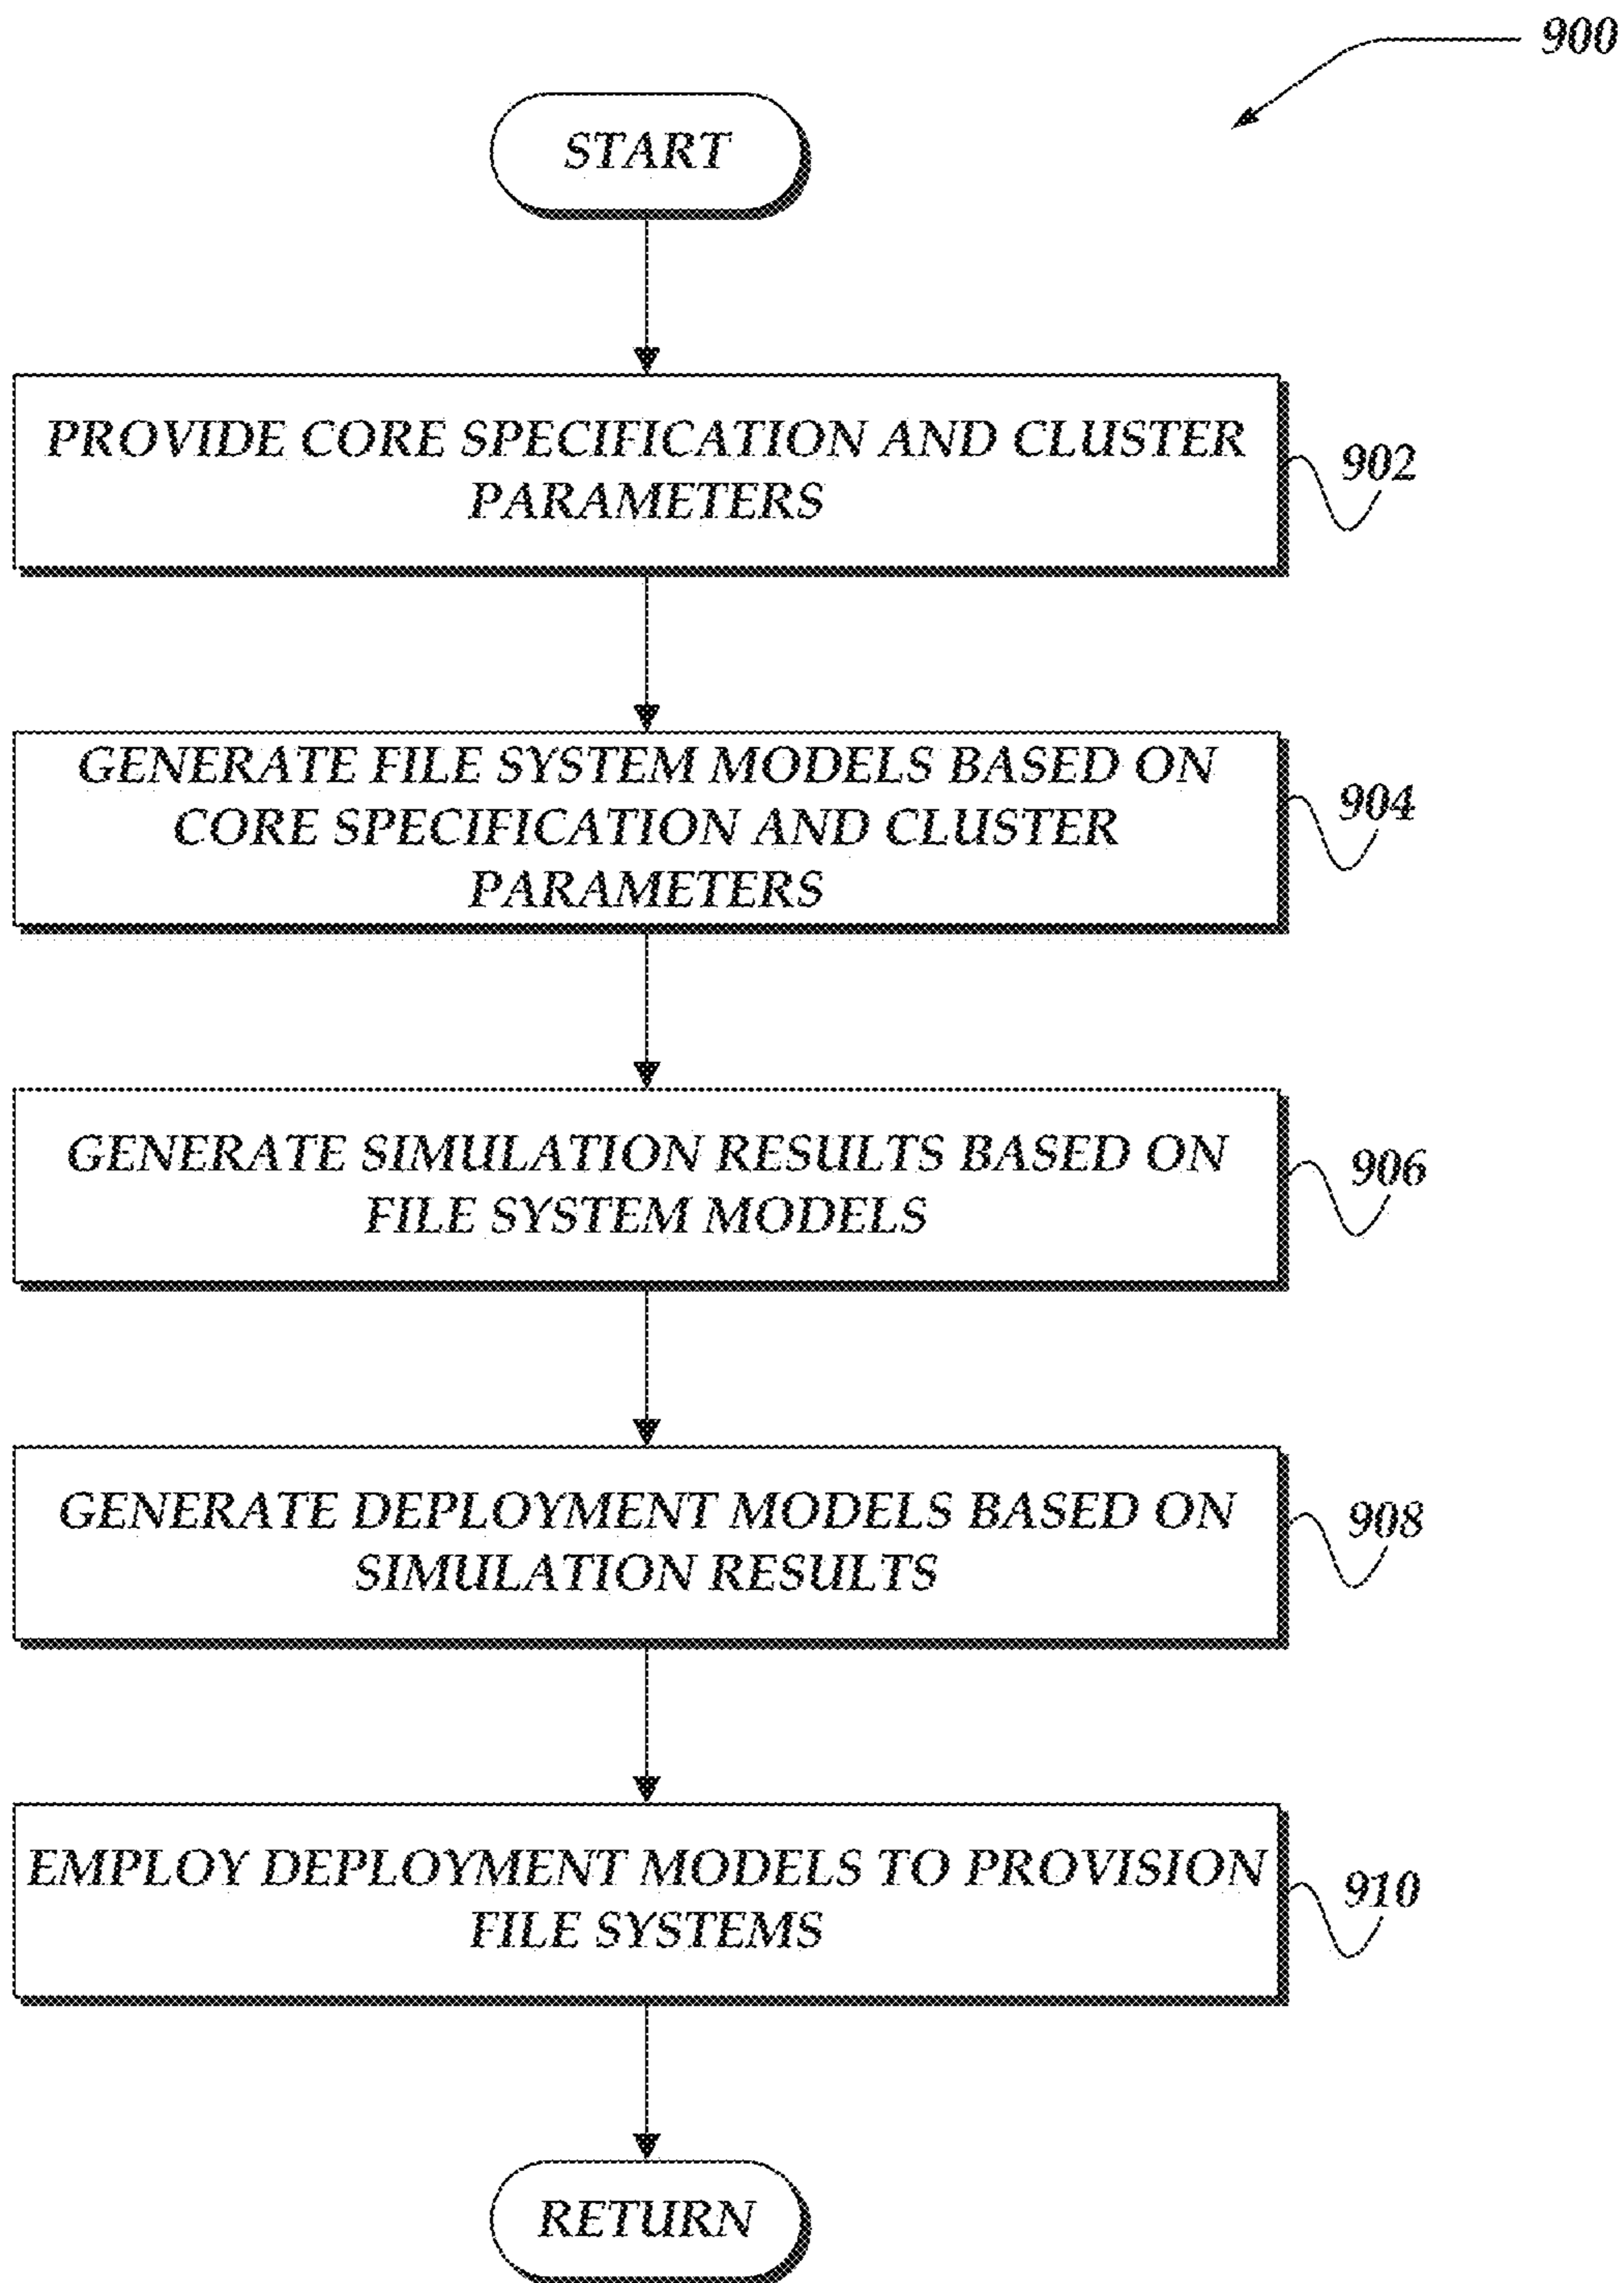 900
START
PROVIDE CORE SPECIFICATION AND CLUSTER
PARAMETERS
902
GENERATE FILE SYSTEM MODELS BASED ON
CORE SPECIFICATION AND CLUSTER
PARAMETERS
904
GENERATE SIMULATION RESULTS BASED ON
FILE SYSTEM MODELS
906
GENERATE DEPLOYMENT MODELS BASED ON
SIMULATION RESULTS
908
EMPLOY DEPLOYMENT MODELS TO PROVISION
FILE SYSTEMS
910
RETURN